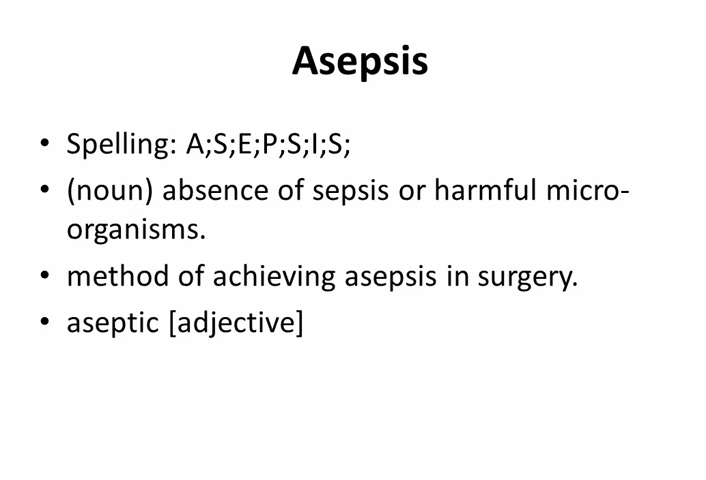 Asepsis
• Spelling: A;S;E;P;S;I;S;
• (noun) absence of sepsis or harmful micro-
organisms.
• method of achieving asepsis in surgery.
• aseptic [adjective]